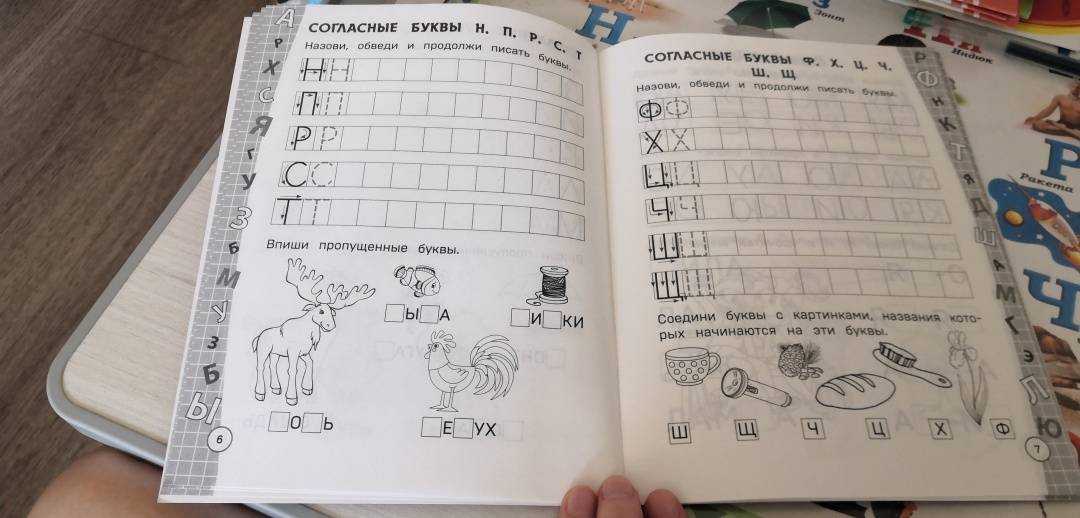 СОГЛАСНЫЕ БУКВЫ Н, П, Р, С, Т
Назови, обведи и продолжи писать буквы.
Н Н
П П
Р Р
С С
Т Т
Впиши пропущенные буквы.
□Ы□А
□И□КИ
□О□Ь
□Е□УХ
6
СОГЛАСНЫЕ БУКВЫ Ф, Х, Ц, Ч,
Ш, Щ
Назови, обведи и продолжи писать буквы.
Ф Ф
Х Х
Ц Ц
Ч Ч
Ш Ш
Щ Щ
Соедини буквы с картинками, названия кото-
рых начинаются на эти буквы.
Ш Щ Ч Ц Х Ф
7
А
Р
Х
С
Я
Г
У
З
Б
М
У
З
Б
Ы
Р
Ф
Н
К
Т
Я
Д
Ш
А
М
Г
Э
Л
Ю
Н
З
Зонт
Индюк
Р
Ракета
Ч